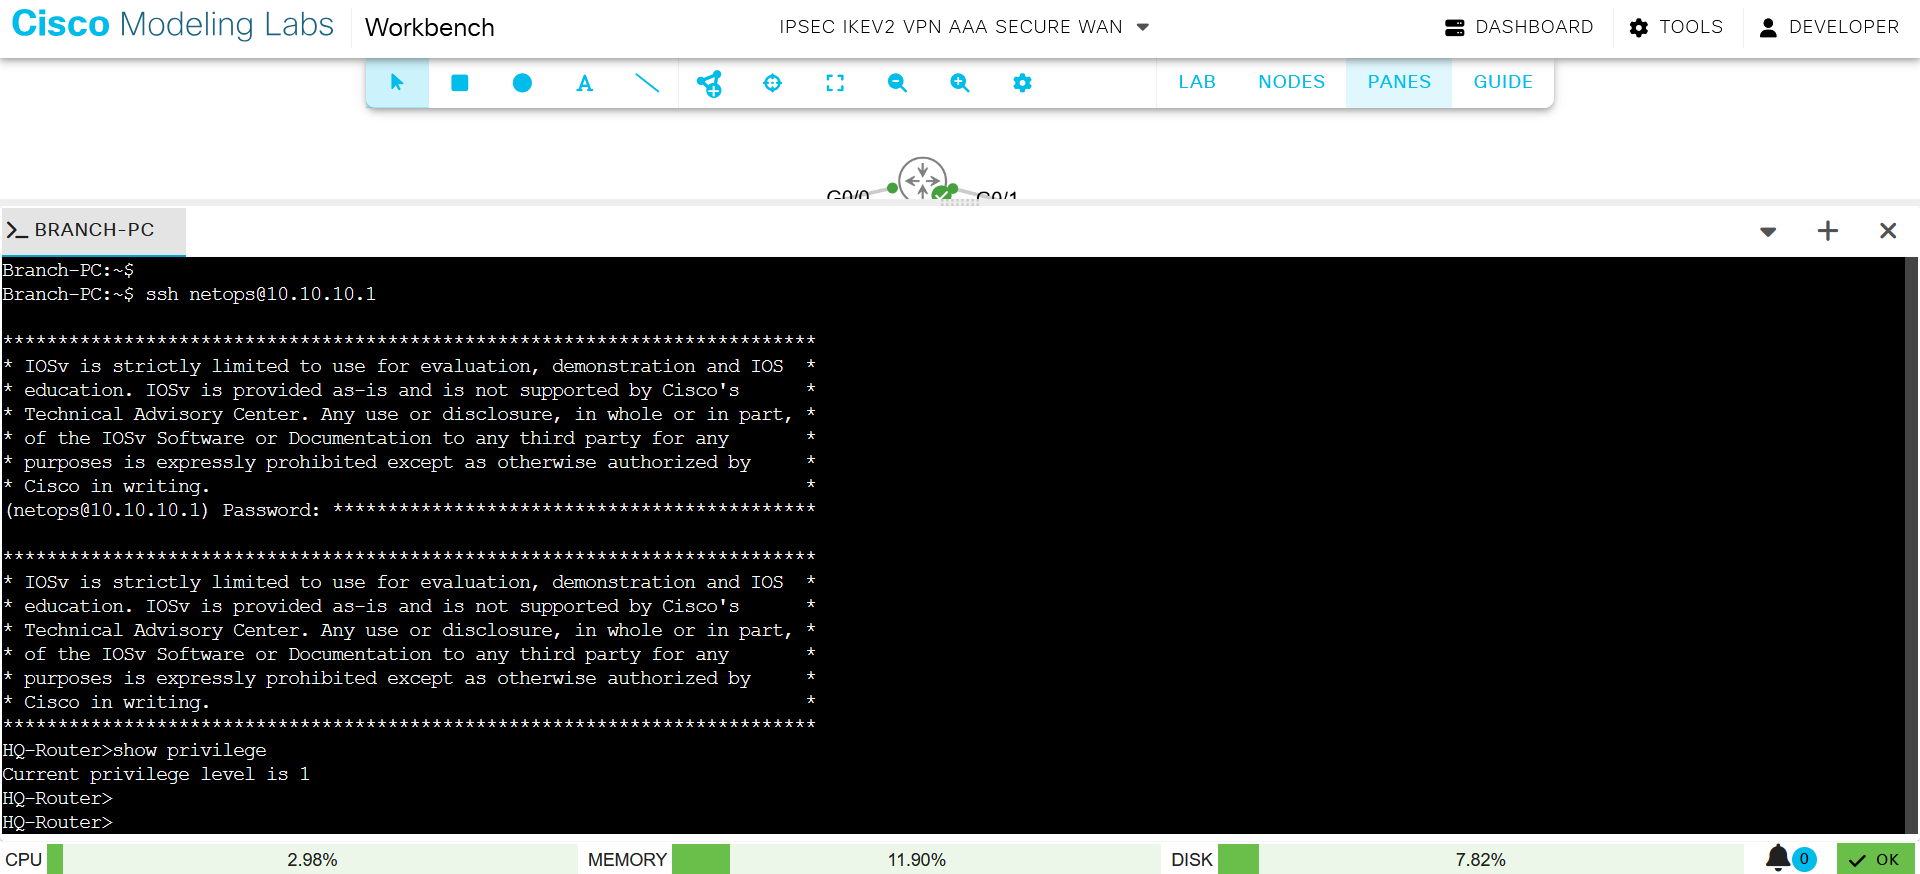 Cisco Modeling Labs
Workbench
IPSEC IKEV2 VPN AAA SECURE WAN
DASHBOARD
TOOLS
DEVELOPER
LAB
NODES
PANES
GUIDE
G0/0
G0/1
BRANCH-PC
Branch-PC:~$
Branch-PC:~$ ssh netops@10.10.10.1
**************************************************************************
* IOSv is strictly limited to use for evaluation, demonstration and IOS  *
* education. IOSv is provided as-is and is not supported by Cisco's      *
* Technical Advisory Center. Any use or disclosure, in whole or in part, *
* of the IOSv Software or Documentation to any third party for any       *
* purposes is expressly prohibited except as otherwise authorized by     *
* Cisco in writing.                                                      *
(netops@10.10.10.1) Password: ********************************************
**************************************************************************
* IOSv is strictly limited to use for evaluation, demonstration and IOS  *
* education. IOSv is provided as-is and is not supported by Cisco's      *
* Technical Advisory Center. Any use or disclosure, in whole or in part, *
* of the IOSv Software or Documentation to any third party for any       *
* purposes is expressly prohibited except as otherwise authorized by     *
* Cisco in writing.                                                      *
**************************************************************************
HQ-Router>show privilege
Current privilege level is 1
HQ-Router>
HQ-Router>
CPU 2.98%
MEMORY 11.90%
DISK 7.82%
0
OK